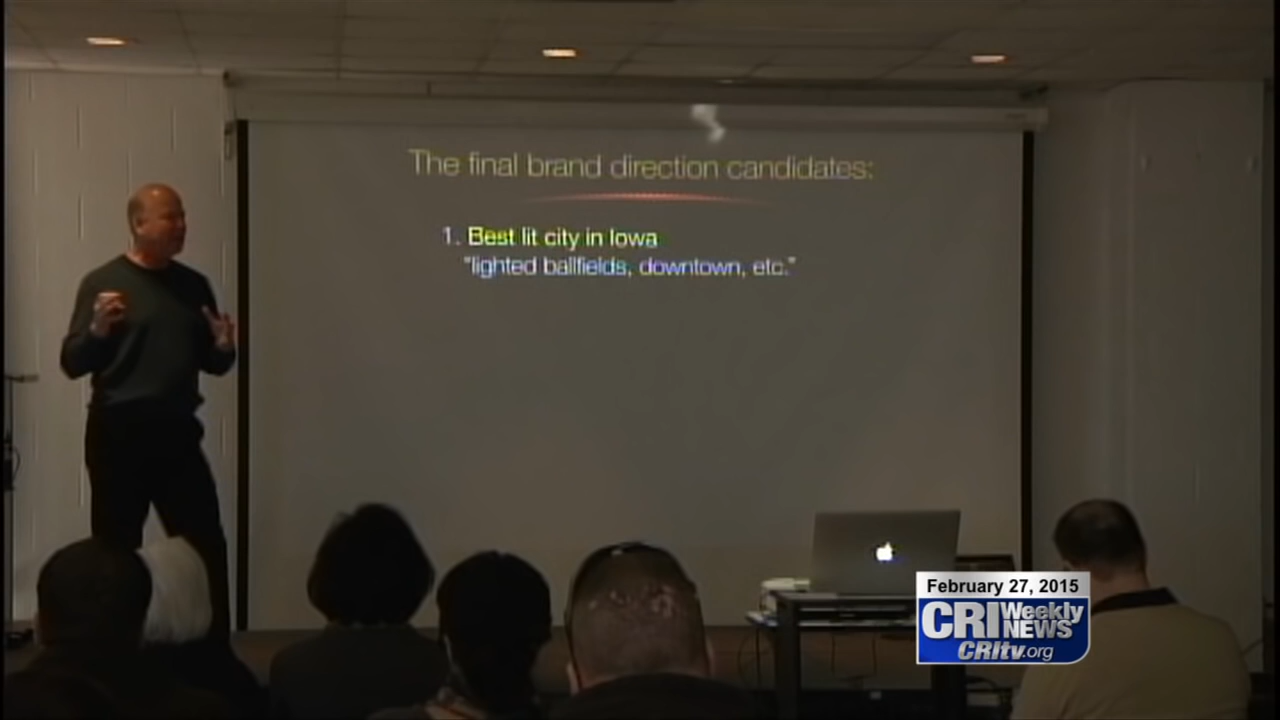 The final brand direction candidates:
1. Best lit city in Iowa
"lighted ballfields, downtown, etc."
February 27, 2015
CRI Weekly NEWS
CRItv.org